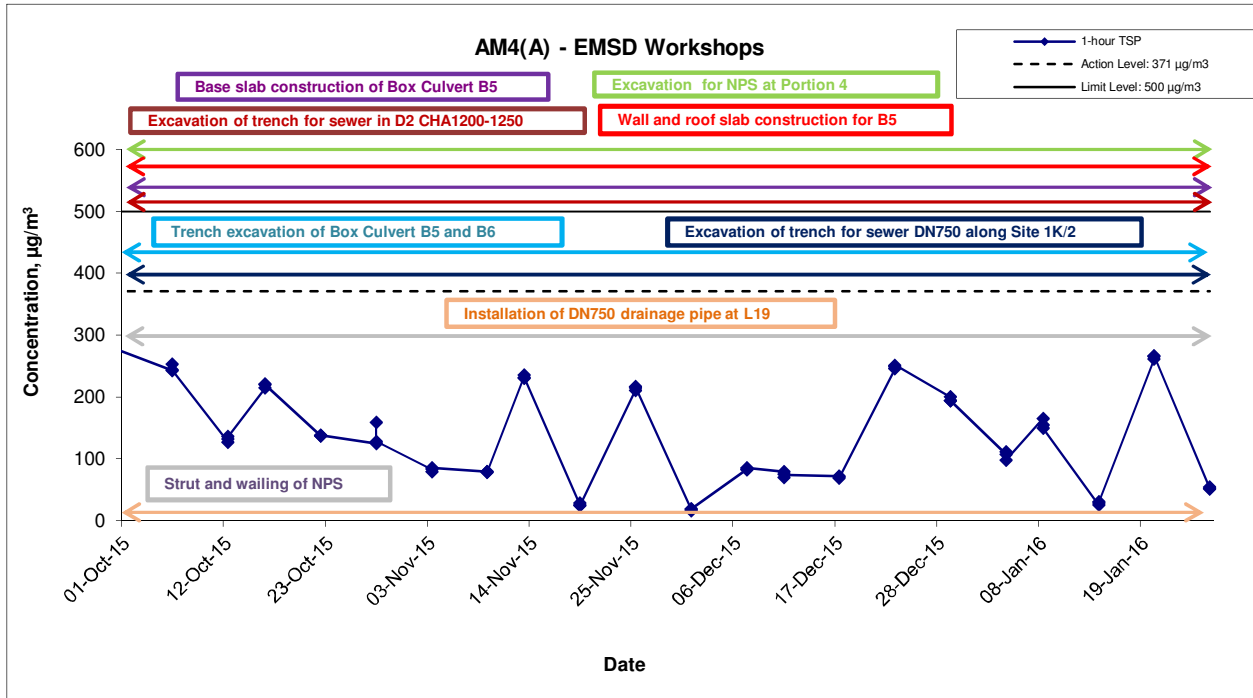 AM4(A) - EMSD Workshops
1-hour TSP
Action Level: 371 µg/m3
Limit Level: 500 µg/m3
Base slab construction of Box Culvert B5
Excavation for NPS at Portion 4
Excavation of trench for sewer in D2 CHA1200-1250
Wall and roof slab construction for B5
Trench excavation of Box Culvert B5 and B6
Excavation of trench for sewer DN750 along Site 1K/2
Installation of DN750 drainage pipe at L19
Strut and wailing of NPS
Concentration, µg/m³
600
500
400
300
200
100
0
01-Oct-15
12-Oct-15
23-Oct-15
03-Nov-15
14-Nov-15
25-Nov-15
06-Dec-15
17-Dec-15
28-Dec-15
08-Jan-16
19-Jan-16
Date